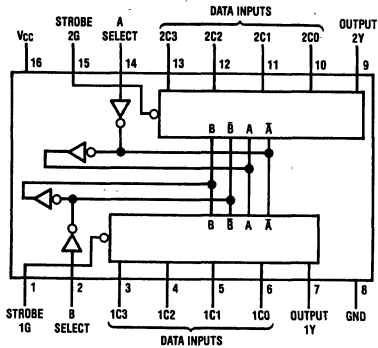 DATA INPUTS
STROBE A OUTPUT
2G SELECT 2C3 2C2 2C1 2C0 2Y
VCC
16 15 14 13 12 11 10 9
B B̅ A A̅
B B̅ A A̅
1 2 3 4 5 6 7 8
STROBE B 1C3 1C2 1C1 1C0 OUTPUT GND
1G SELECT 1Y
DATA INPUTS